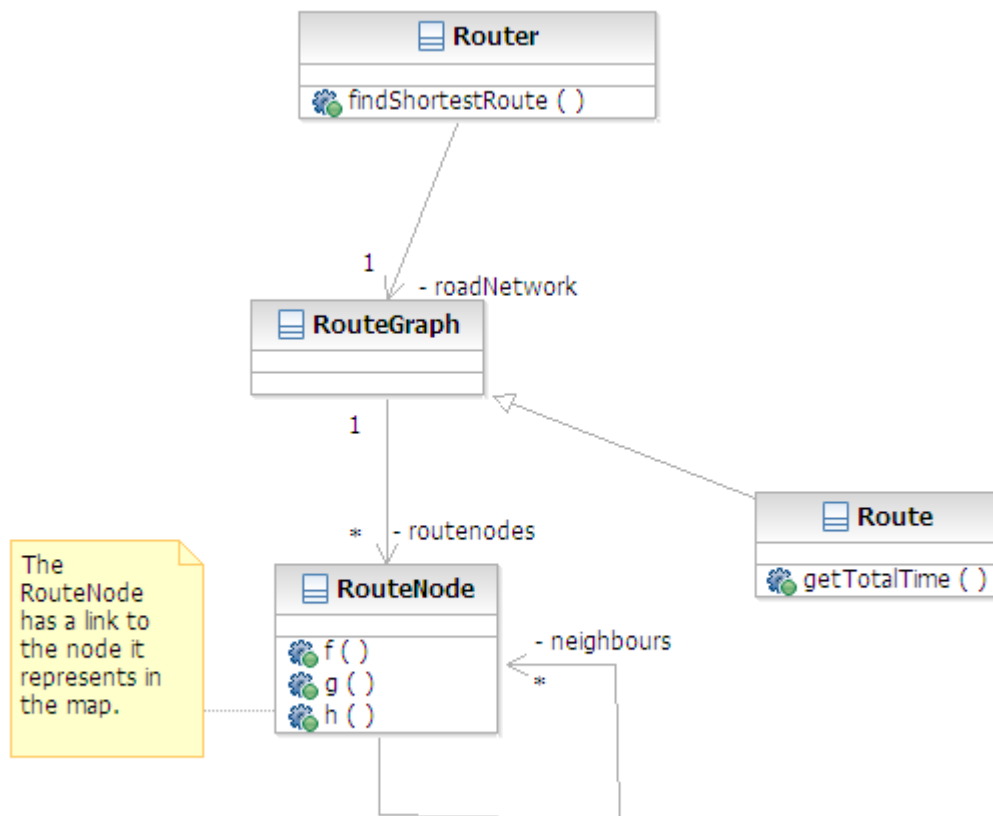 Router
findShortestRoute ( )
1
- roadNetwork
RouteGraph
1
* - routenodes
Route
getTotalTime ( )
The
RouteNode
has a link to
the node it
represents in
the map.
RouteNode
f ( )
g ( )
h ( )
- neighbours
*